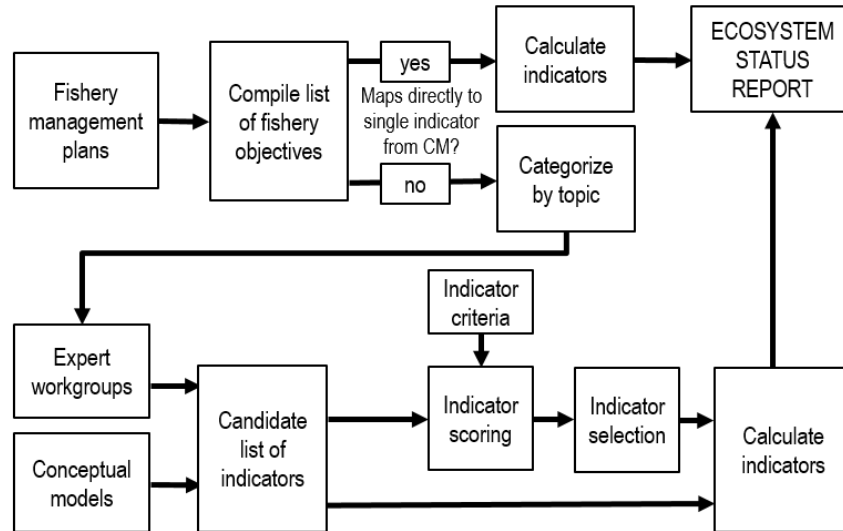 Fishery
management
plans
Compile list
of fishery
objectives
yes
Maps directly to
single indicator
from CM?
no
Calculate
indicators
ECOSYSTEM
STATUS
REPORT
Categorize
by topic
Indicator
criteria
Expert
workgroups
Conceptual
models
Candidate
list of
indicators
Indicator
scoring
Indicator
selection
Calculate
indicators